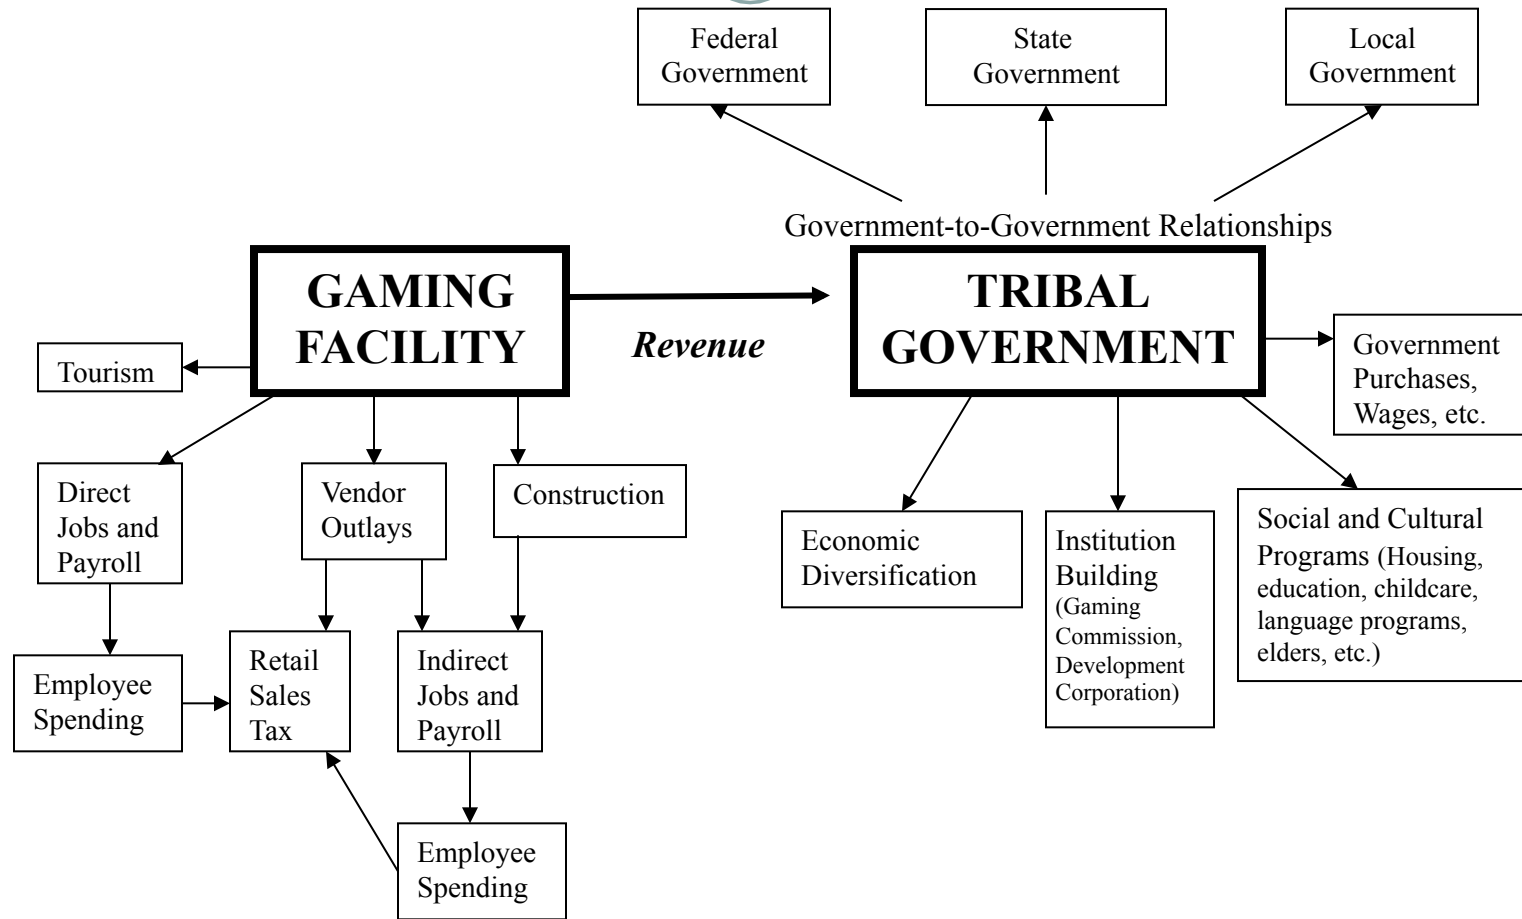 Federal
Government
State
Government
Local
Government
Government-to-Government Relationships
GAMING
FACILITY
Revenue
TRIBAL
GOVERNMENT
Tourism
Government
Purchases,
Wages, etc.
Direct
Jobs and
Payroll
Vendor
Outlays
Construction
Economic
Diversification
Institution
Building
(Gaming
Commission,
Development
Corporation)
Social and Cultural
Programs (Housing,
education, childcare,
language programs,
elders, etc.)
Employee
Spending
Retail
Sales
Tax
Indirect
Jobs and
Payroll
Employee
Spending